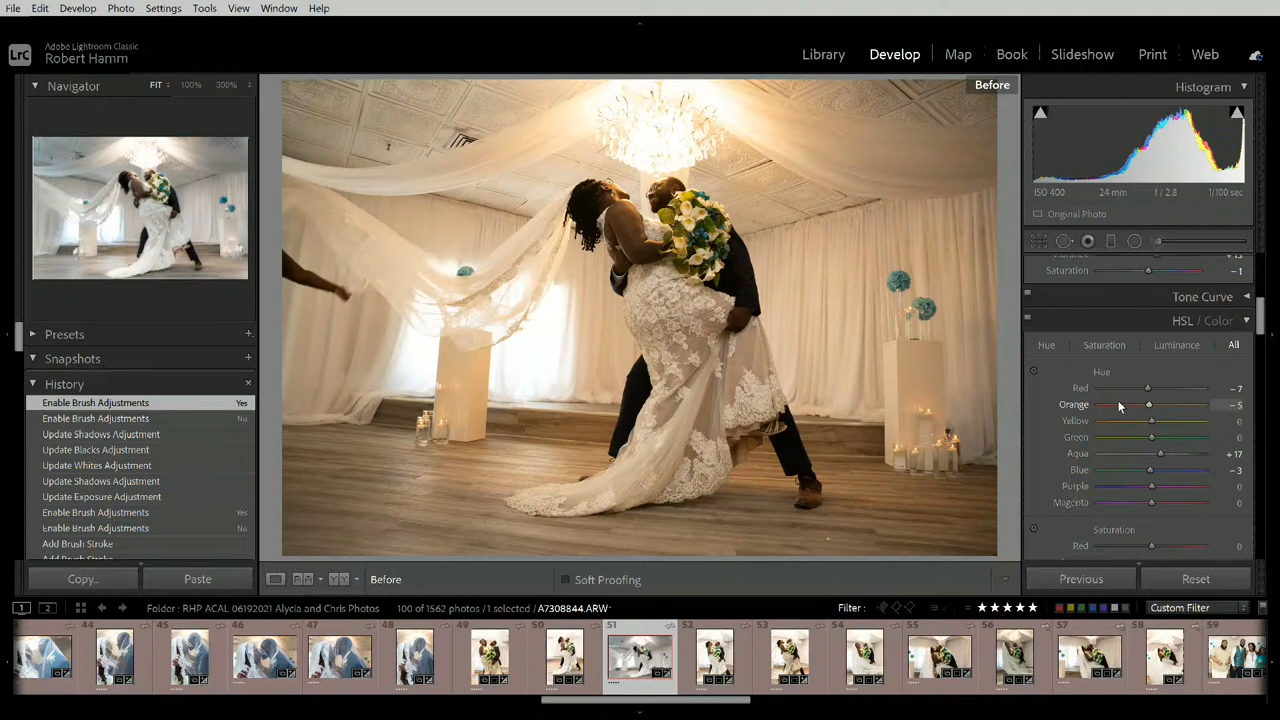 File Edit Develop Photo Settings Tools View Window Help
Adobe Lightroom Classic
LrC Robert Hamm
Library Develop Map Book Slideshow Print Web
Navigator FIT 100% 300%
Before
Histogram
ISO 400 24 mm f / 2.8 1/100 sec
Original Photo
Saturation – 1
Tone Curve
HSL / Color
Hue Saturation Luminance All
Hue
Red – 7
Orange – 5
Yellow 0
Green 0
Aqua + 17
Blue – 3
Purple 0
Magenta 0
Saturation
Red 0
Presets
Snapshots
History
Enable Brush Adjustments Yes
Enable Brush Adjustments No
Update Shadows Adjustment
Update Blacks Adjustment
Update Whites Adjustment
Update Shadows Adjustment
Update Exposure Adjustment
Enable Brush Adjustments Yes
Enable Brush Adjustments No
Add Brush Stroke
Add Brush Stroke
Copy... Paste
Before Soft Proofing
Previous Reset
1 2 Folder : RHP ACAL 06192021 Alycia and Chris Photos 100 of 1562 photos / 1 selected / A7308844.ARW
Filter : Custom Filter
44 45 46 47 48 49 50 51 52 53 54 55 56 57 58 59